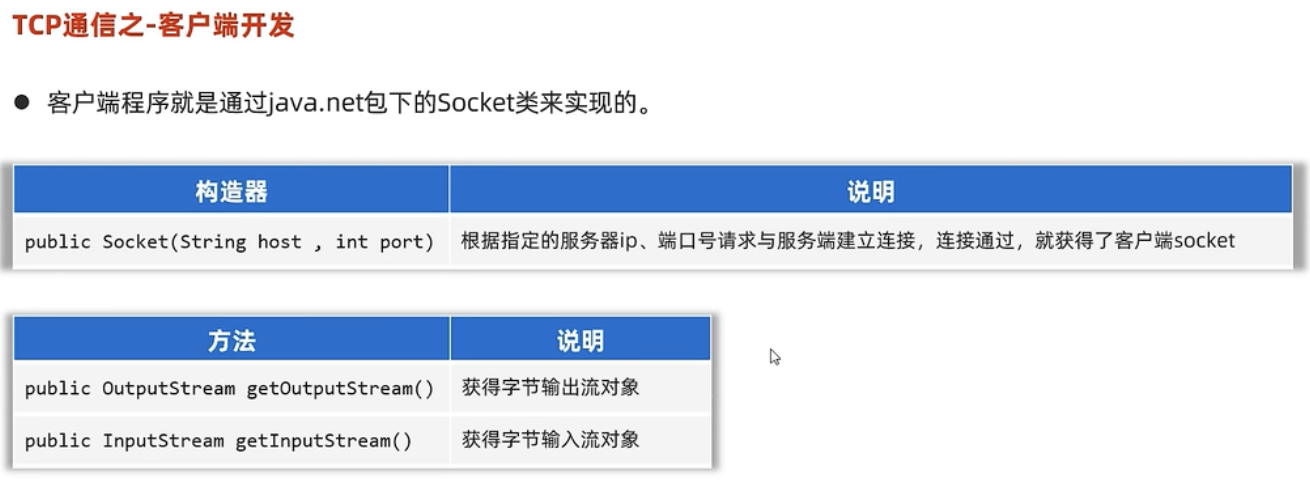 TCP通信之-客户端开发
● 客户端程序就是通过java.net包下的Socket类来实现的。
构造器 说明
public Socket(String host , int port) 根据指定的服务器ip、端口号请求与服务端建立连接，连接通过，就获得了客户端socket
方法 说明
public OutputStream getOutputStream() 获得字节输出流对象
public InputStream getInputStream() 获得字节输入流对象